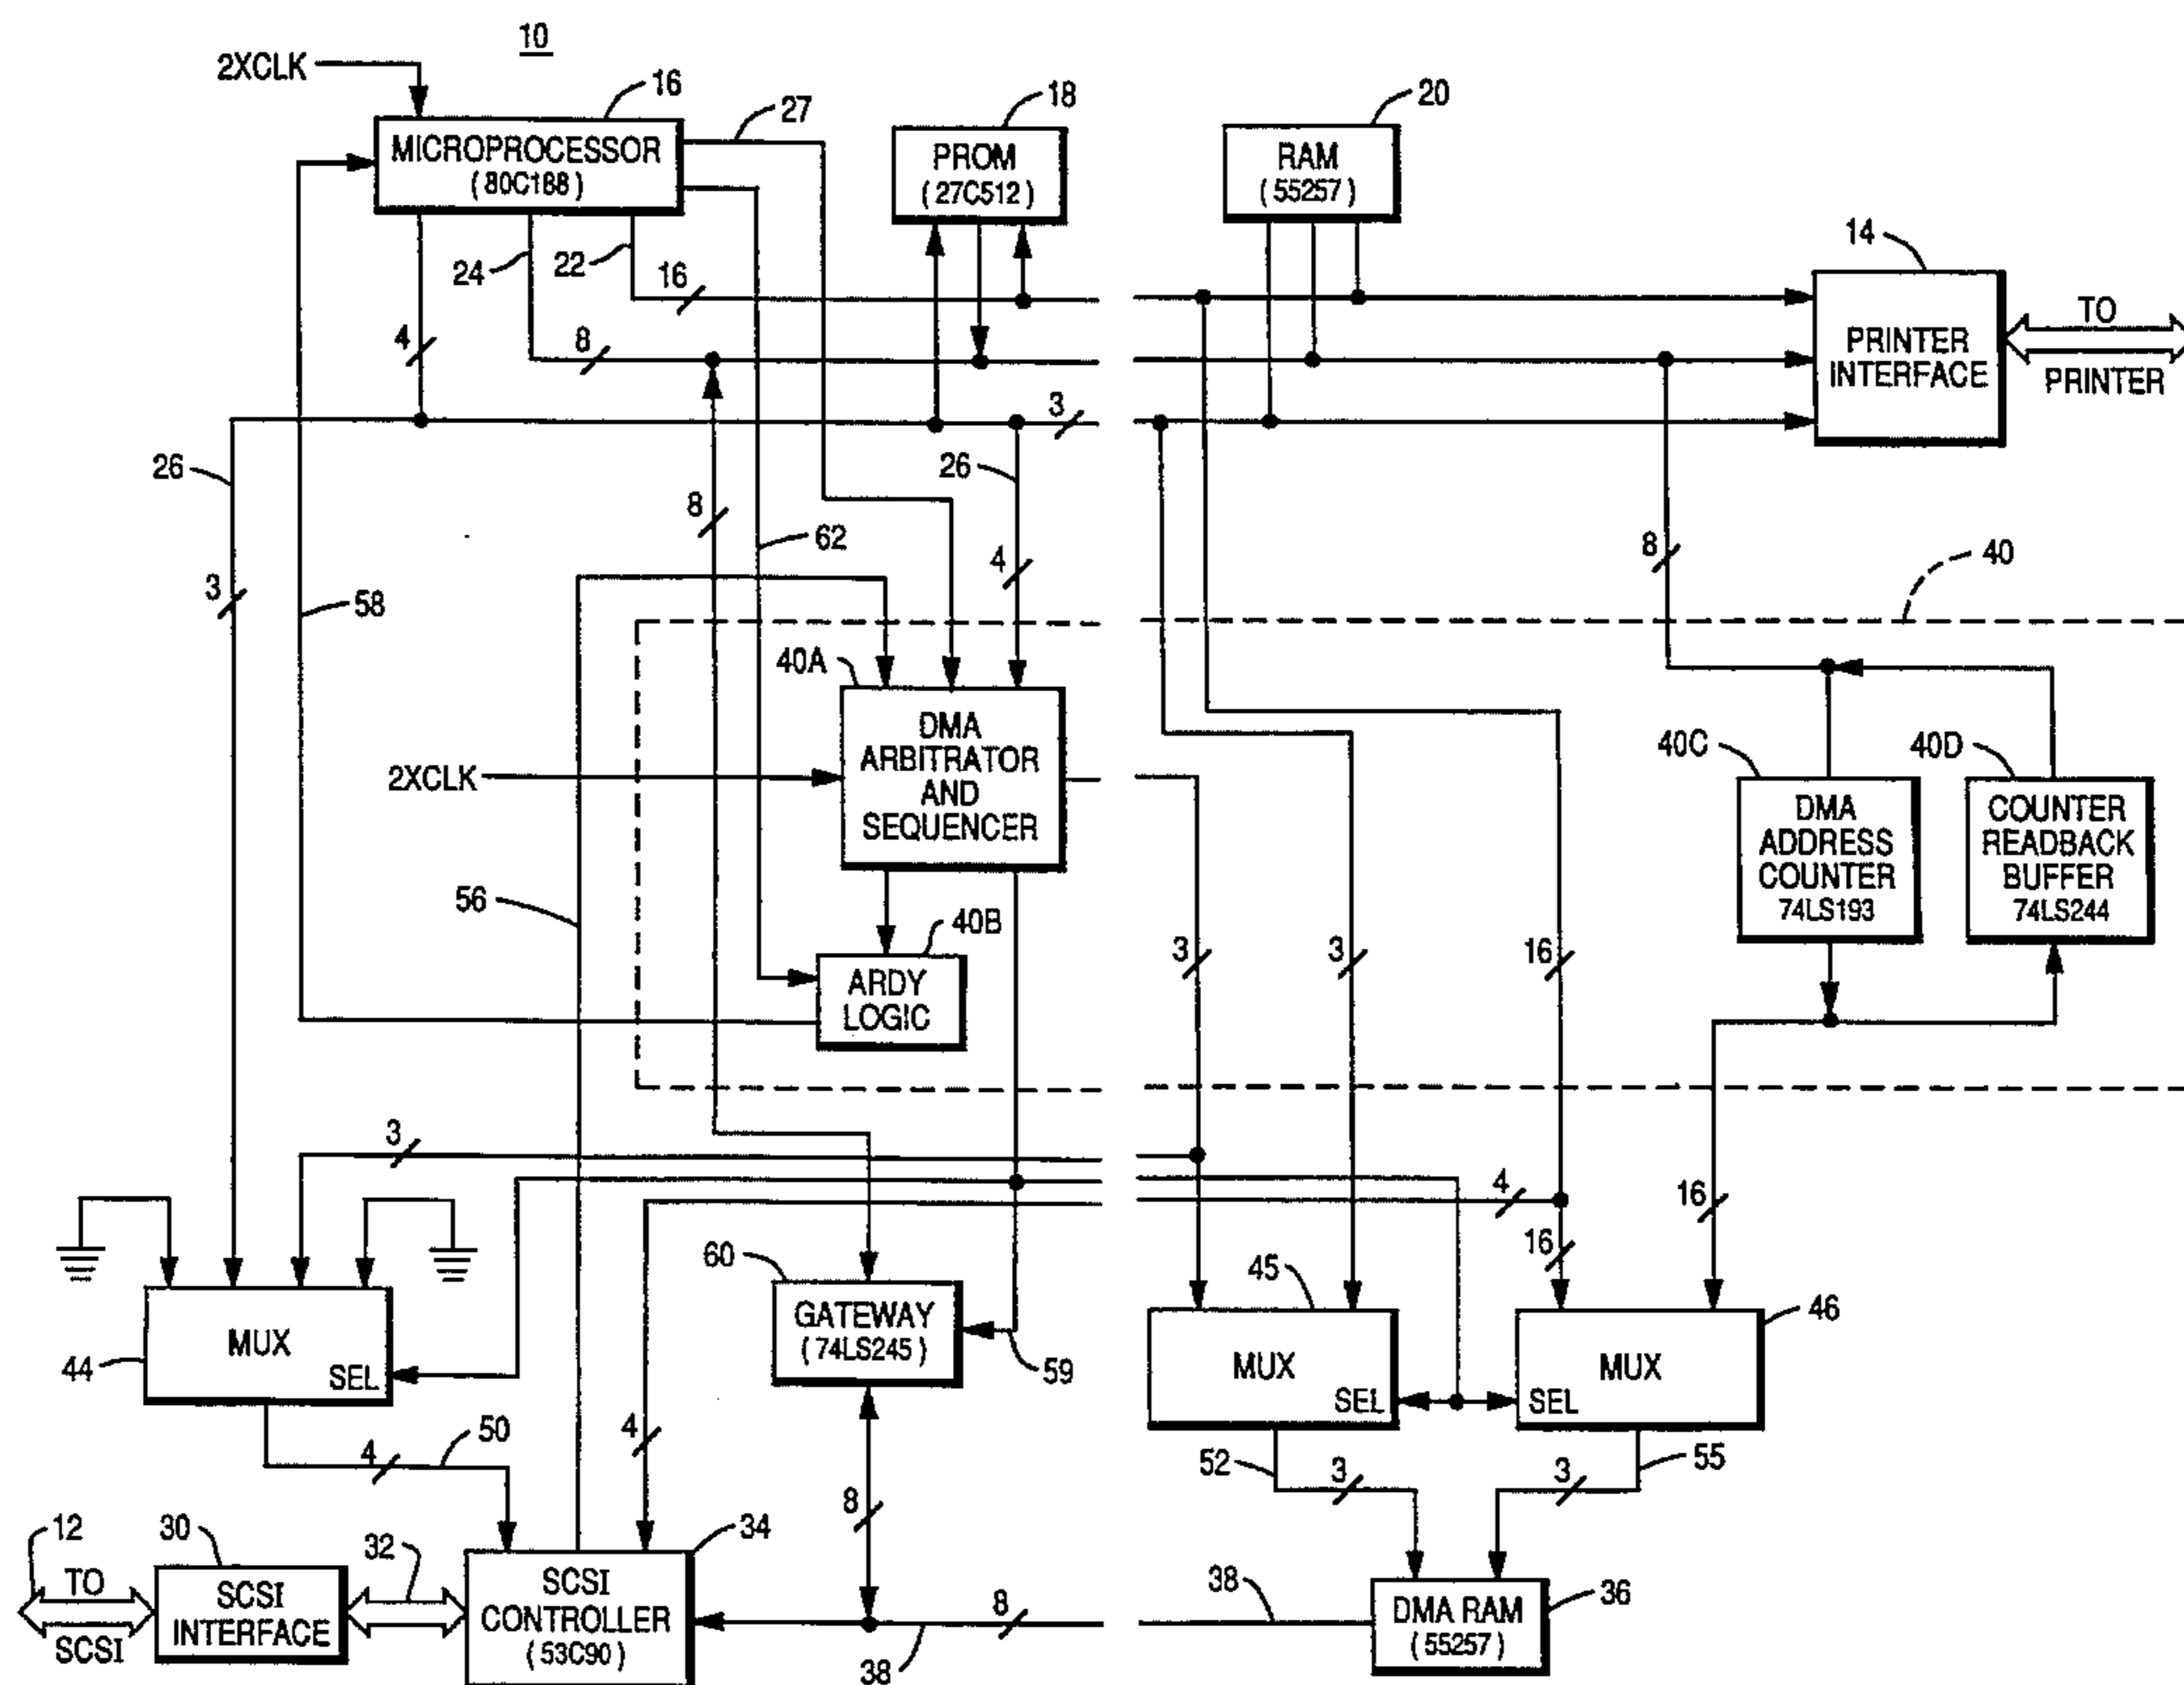 10
2XCLK
16
27
18
20
MICROPROCESSOR
( 80C188 )
PROM
( 27C512 )
RAM
( 55257 )
14
24
22
16
TO
PRINTER
PRINTER
INTERFACE
4
8
3
26
26
8
62
4
8
40
3
58
40A
DMA
ARBITRATOR
AND
SEQUENCER
2XCLK
40C
40D
DMA
ADDRESS
COUNTER
74LS193
COUNTER
READBACK
BUFFER
74LS244
56
40B
3
3
16
ARDY
LOGIC
3
4
16
16
60
45
46
GATEWAY
( 74LS245 )
MUX
SEL
44
59
MUX
SEL
MUX
SEL
4
50
4
52
3
3
55
8
12
30
32
34
TO
SCSI
SCSI
INTERFACE
SCSI
CONTROLLER
( 53C90 )
8
38
38
DMA RAM
( 55257 )
36